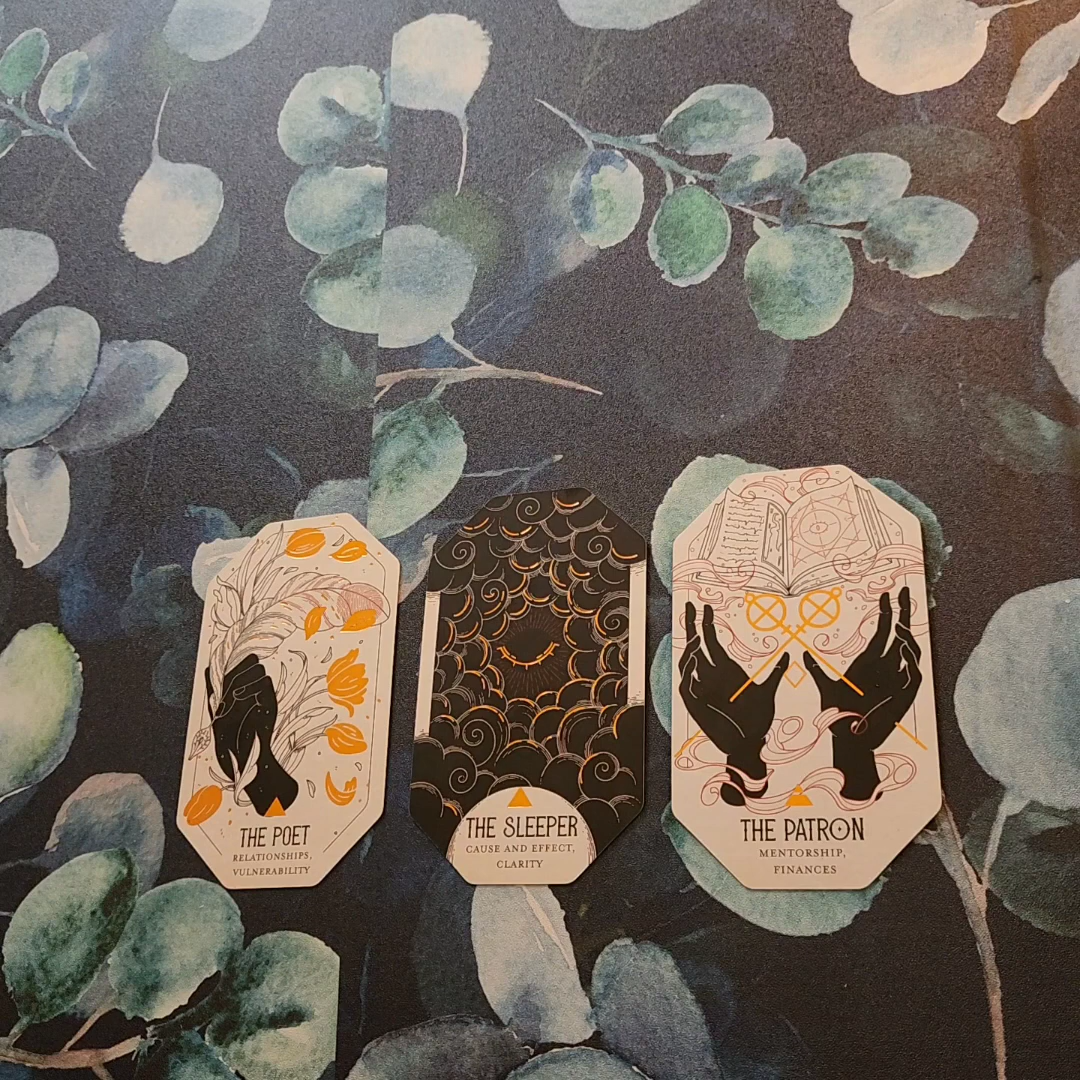 THE POET
RELATIONSHIPS,
VULNERABILITY
THE SLEEPER
CAUSE AND EFFECT,
CLARITY
THE PATRON
MENTORSHIP,
FINANCES